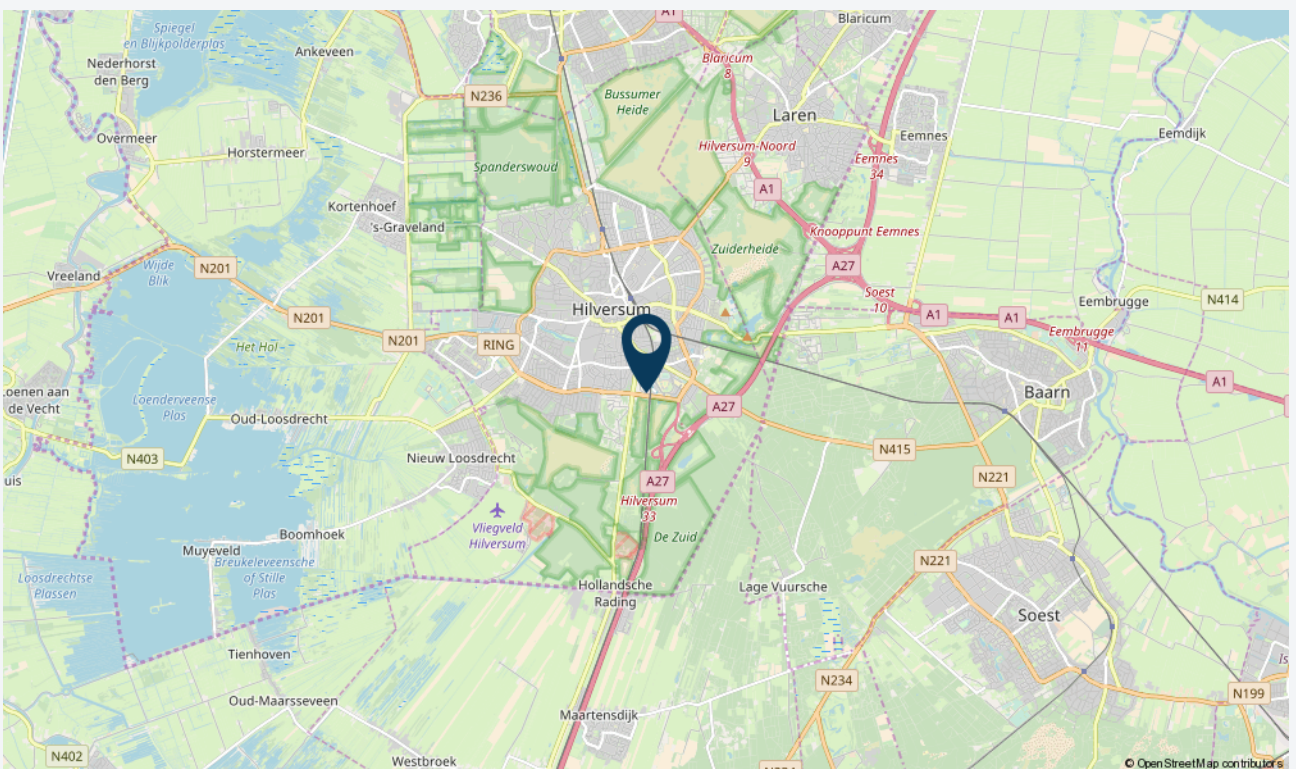 A1
Blaricum
Spiegel
en Blijkpolderplas
Ankeveen
Nederhorst
den Berg
Blaricum
8
N236
Bussumer
Heide
Laren
Overmeer
Eemnes
Eemdijk
Horstermeer
Hilversum-Noord
9
Eemnes
34
Spanderswoud
A1
Kortenhoef
's-Graveland
Knooppunt Eemnes
Zuiderheide
Vreeland
Wijde
Blik
N201
A27
Soest
10
Eembrugge
N414
Hilversum
N201
A1
A1
Eembrugge
11
N201
RING
Het Hol
A1
Loenen aan
de Vecht
Loenderveense
Plas
Baarn
A27
Oud-Loosdrecht
N403
Nieuw Loosdrecht
N415
uis
A27
N221
Hilversum
33
Vliegveld
Hilversum
Boomhoek
De Zuid
Muyeveld
Breukeleveensche
of Stille
Plas
N221
Loosdrechtse
Plassen
Hollandsche
Rading
Lage Vuursche
Soest
Tienhoven
Is
N234
N199
Oud-Maarsseveen
Maartensdijk
N402
Westbroek
© OpenStreetMap contributors